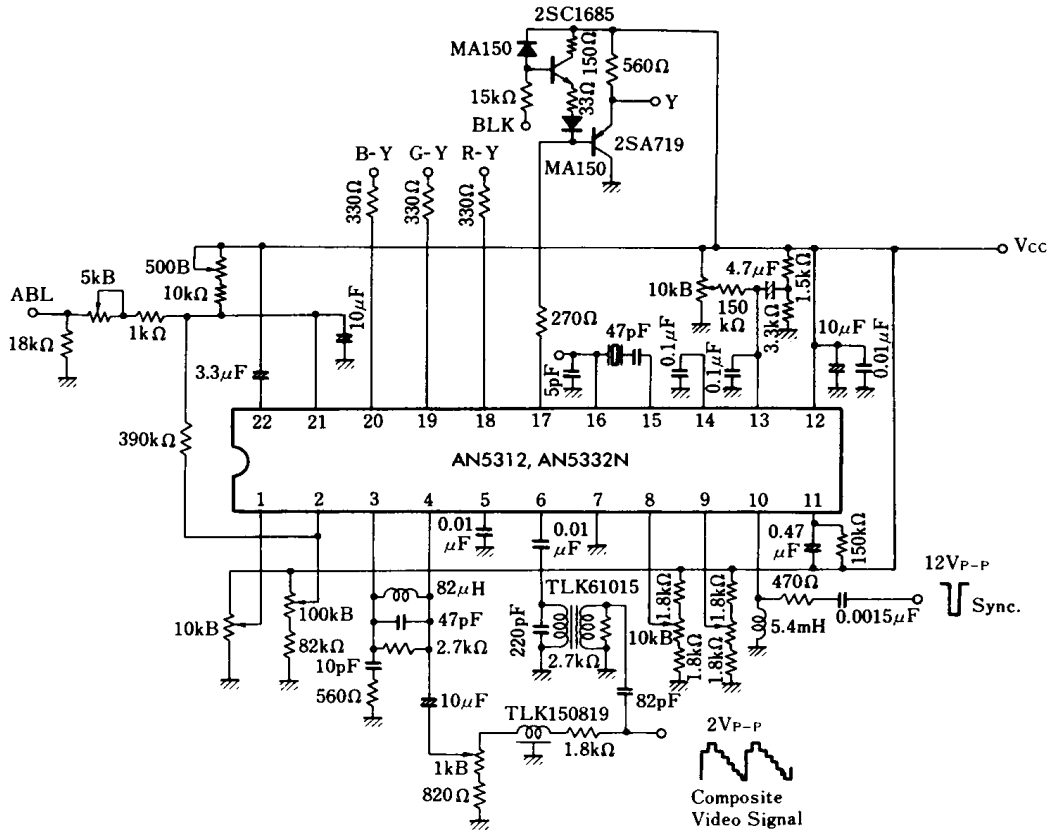 2SC1685
MA150
150Ω
560Ω
15kΩ
33Ω
Y
BLK
2SA719
MA150
B-Y G-Y R-Y
330Ω
330Ω
330Ω
VCC
500B
5kB
ABL
10kΩ
1kΩ
18kΩ
10μF
3.3μF
270Ω
47pF
5pF
0.1μF
0.1μF
10kB
150
kΩ
4.7μF
3.3kΩ
1.5kΩ
10μF
0.01μF
390kΩ
22 21 20 19 18 17 16 15 14 13 12
AN5312, AN5332N
1 2 3 4 5 6 7 8 9 10 11
0.01
μF
0.01
μF
0.47
μF
150kΩ
10kB
100kB
82kΩ
82μH
47pF
2.7kΩ
10pF
560Ω
10μF
TLK61015
220pF
2.7kΩ
82pF
10kB
1.8kΩ
1.8kΩ
1.8kΩ
1.8kΩ
470Ω
5.4mH
0.0015μF
12VP-P
Sync.
TLK150819
1.8kΩ
1kB
820Ω
2VP-P
Composite
Video Signal